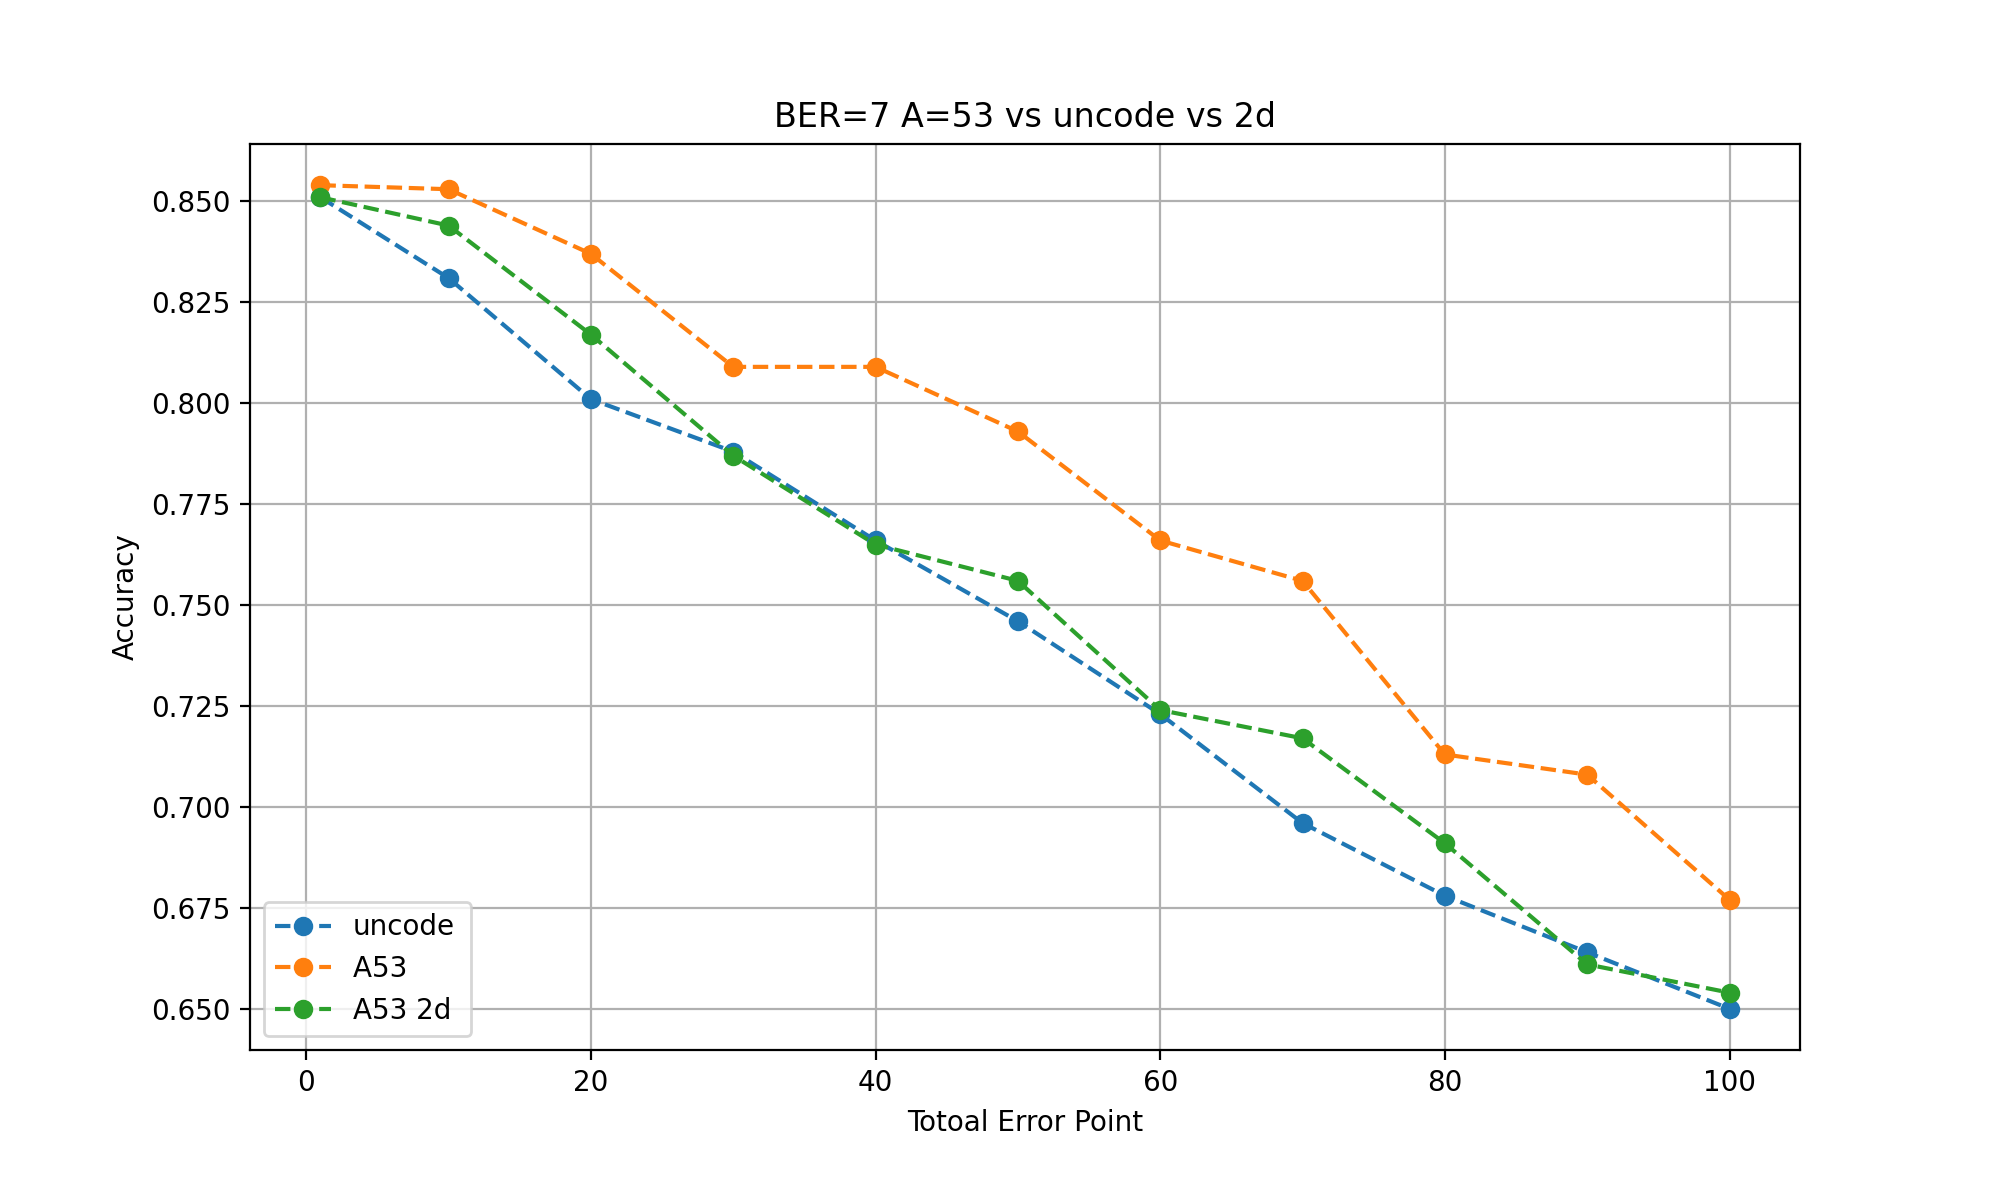 BER=7 A=53 vs uncode vs 2d
0.850
0.825
0.800
0.775
0.750
0.725
0.700
0.675
0.650
Accuracy
uncode
A53
A53 2d
0 20 40 60 80 100
Totoal Error Point